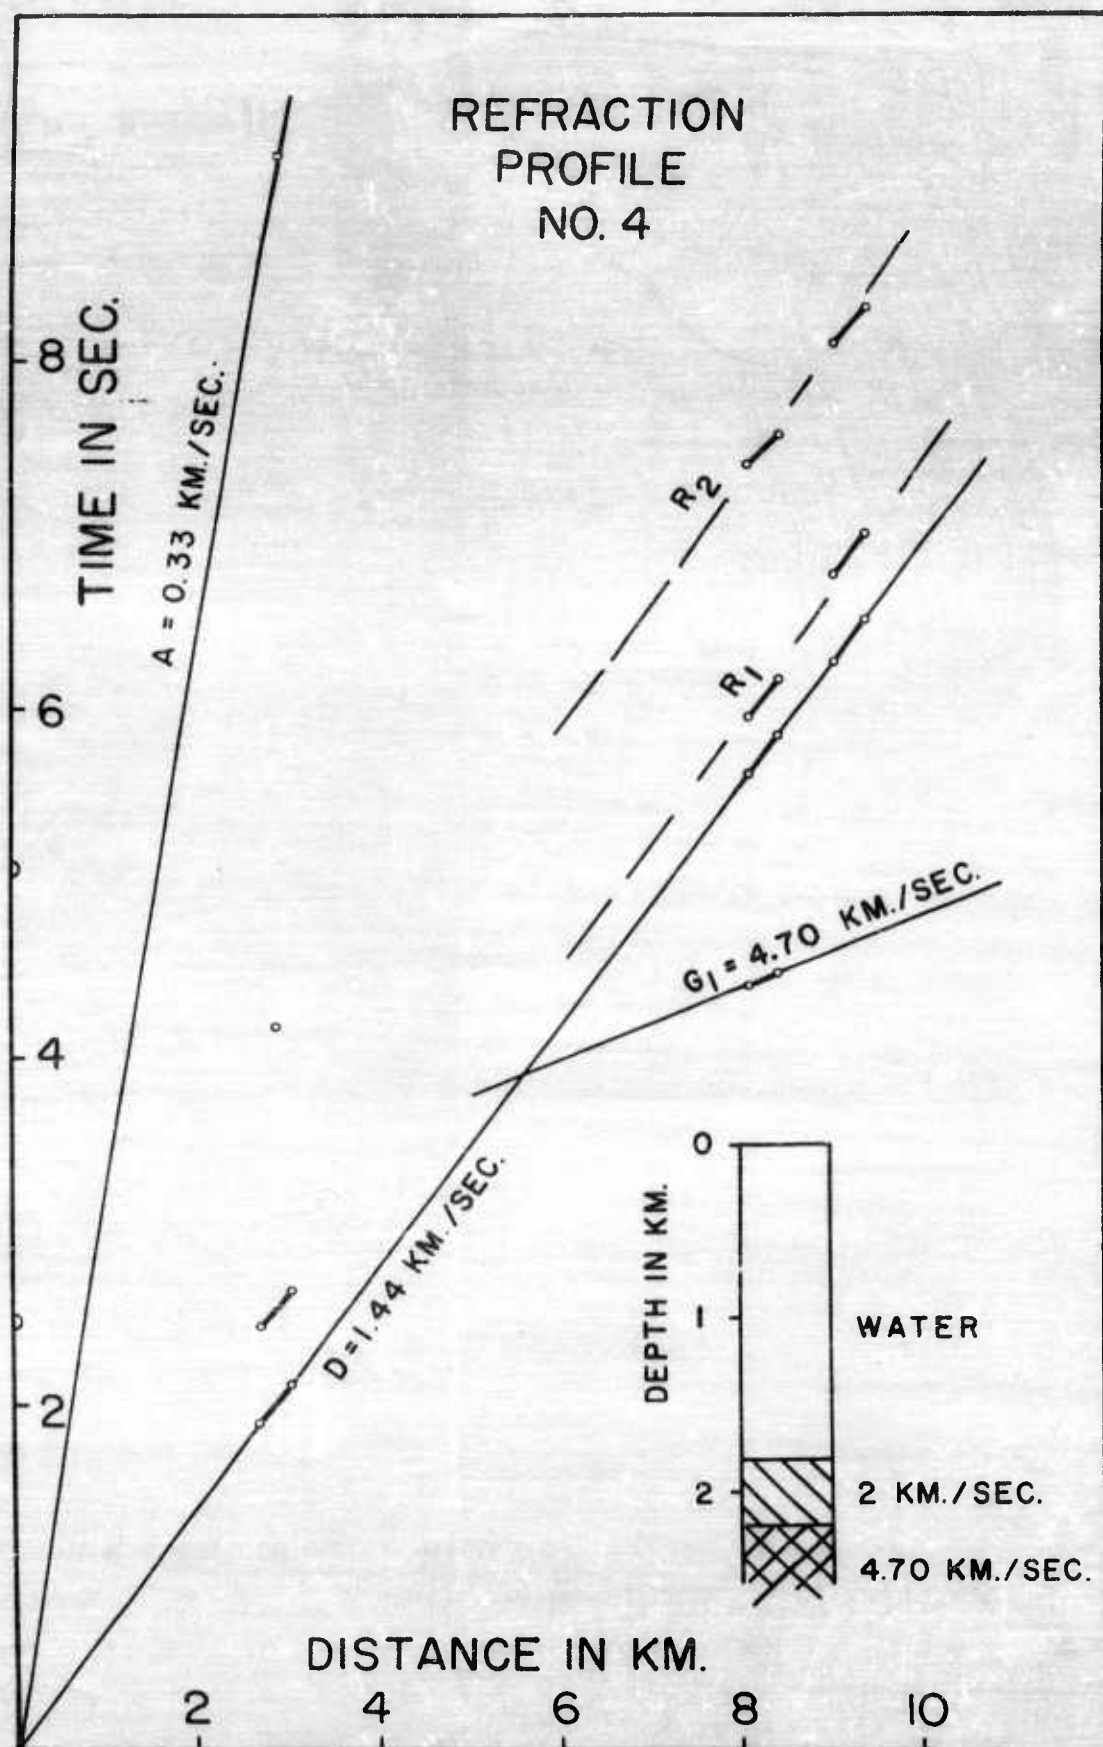 REFRACTION
PROFILE
NO. 4
TIME IN SEC.
8
6
4
2
A = 0.33 KM./SEC.
R2
R1
G1 = 4.70 KM./SEC.
D=1.44 KM./SEC.
DEPTH IN KM.
0
1
2
WATER
2 KM./SEC.
4.70 KM./SEC.
DISTANCE IN KM.
2 4 6 8 10